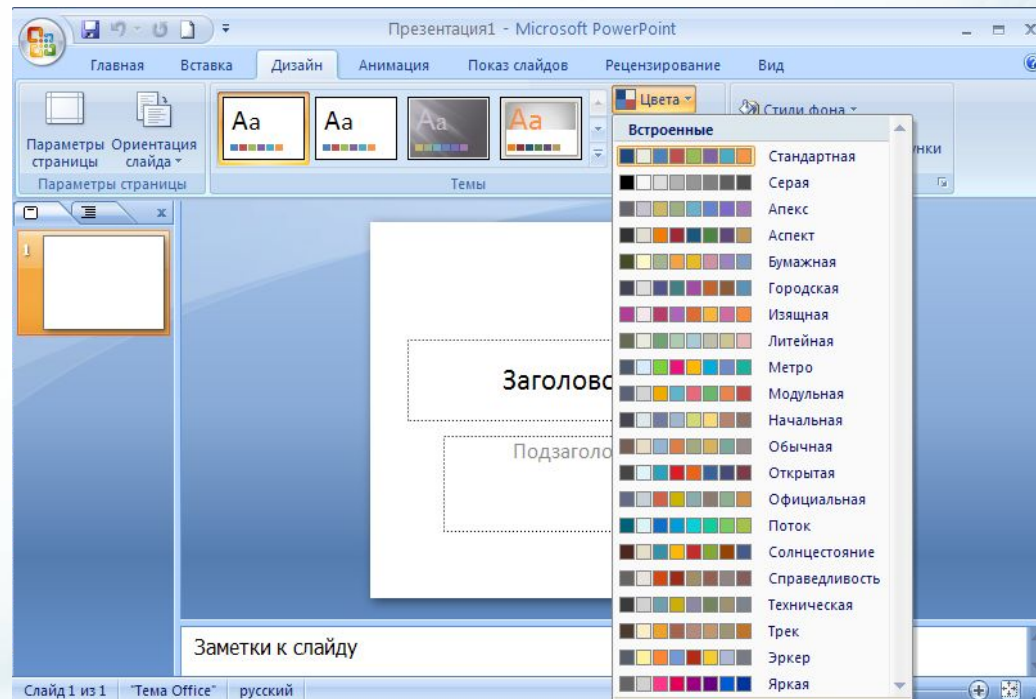 Презентация1 - Microsoft PowerPoint
Главная Вставка Дизайн Анимация Показ слайдов Рецензирование Вид
Параметры страницы
Ориентация слайда
Aa Aa Aa Aa
Цвета
Стили фона
Параметры страницы
Темы
Встроенные
Стандартная
Серая
Апекс
Аспект
Бумажная
Городская
Изящная
Литейная
Метро
Модульная
Начальная
Обычная
Открытая
Официальная
Поток
Солнцестояние
Справедливость
Техническая
Трек
Эркер
Яркая
1
Заметки к слайду
Слайд 1 из 1 "Тема Office" русский